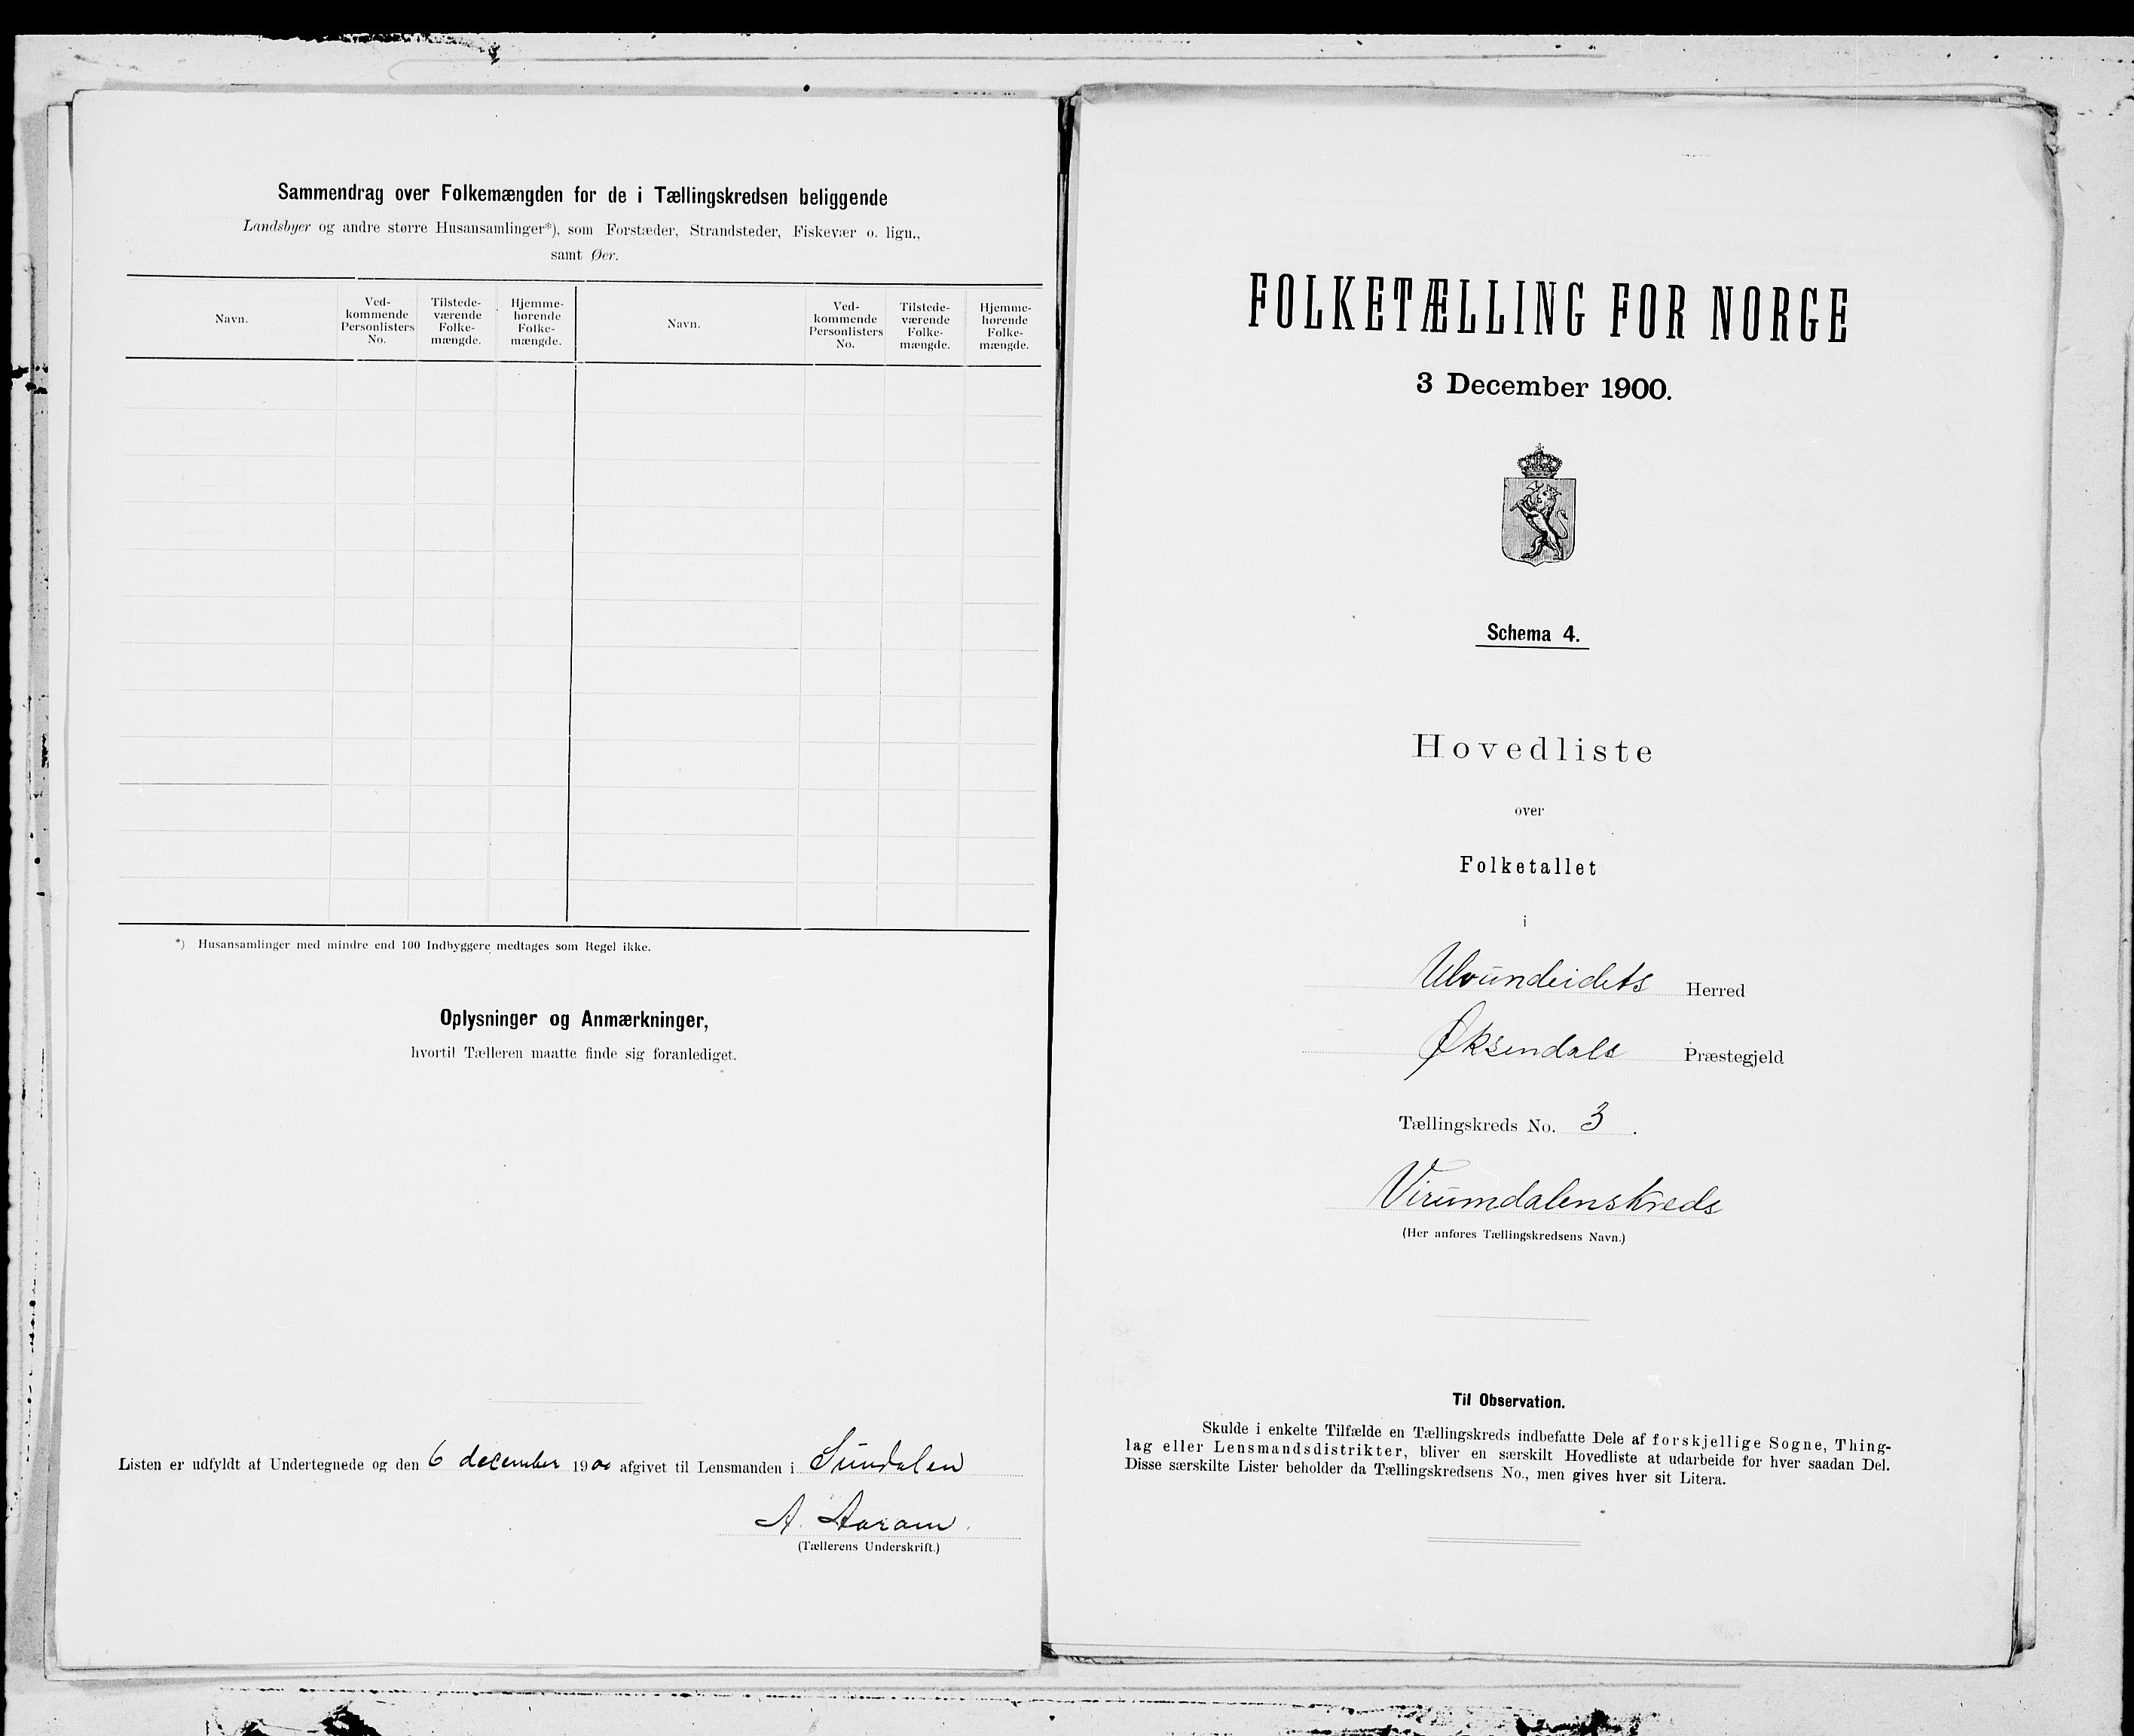 Sammendrag over Folkemængden for de i Tællingskredsen beliggende
Landsbyer og andre større Husansamlinger*), som Forstæder, Strandsteder, Fiskevær o. lign.,
samt Øer.
Navn.
Ved-
kommende
Personlisters
No.
Tilstede-
værende
Folke-
mængde.
Hjemme-
hørende
Folke-
mængde.
Navn.
Ved-
kommende
Personlisters
No.
Tilstede-
værende
Folke-
mængde.
Hjemme-
hørende
Folke-
mængde.
*) Husansamlinger med mindre end 100 Indbyggere medtages som Regel ikke.
Oplysninger og Anmærkninger,
hvortil Tælleren maatte finde sig foranlediget.
Listen er udfyldt af Undertegnede og den 6 december 1900 afgivet til Lensmanden i Sundalen
A. Aaram.
(Tællerens Underskrift.)
FOLKETÆLLING FOR NORGE
3 December 1900.
Schema 4.
Hovedliste
over
Folketallet
i
Ulvundeidets Herred
Øksendals Præstegjeld
Tællingskreds No. 3.
Virumdalenskreds
(Her anføres Tællingskredsens Navn.)
Til Observation.
Skulde i enkelte Tilfælde en Tællingskreds indbefatte Dele af forskjellige Sogne, Thing-
lag eller Lensmandsdistrikter, bliver en særskilt Hovedliste at udarbeide for hver saadan Del.
Disse særskilte Lister beholder da Tællingskredsens No., men gives hver sit Litera.